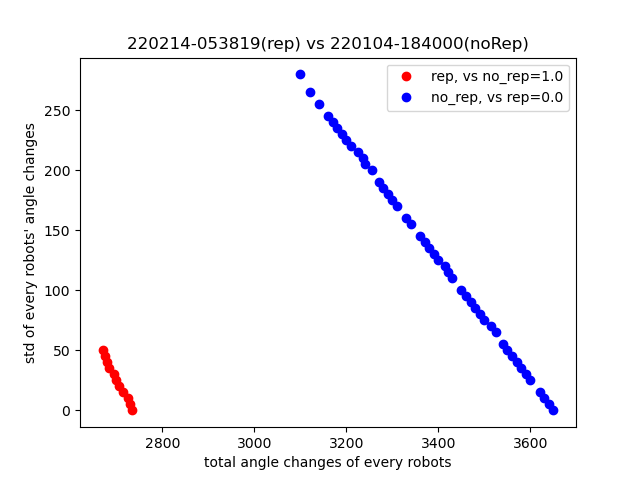 220214-053819(rep) vs 220104-184000(noRep)
rep, vs no_rep=1.0
no_rep, vs rep=0.0
std of every robots' angle changes
250
200
150
100
50
0
2800 3000 3200 3400 3600
total angle changes of every robots